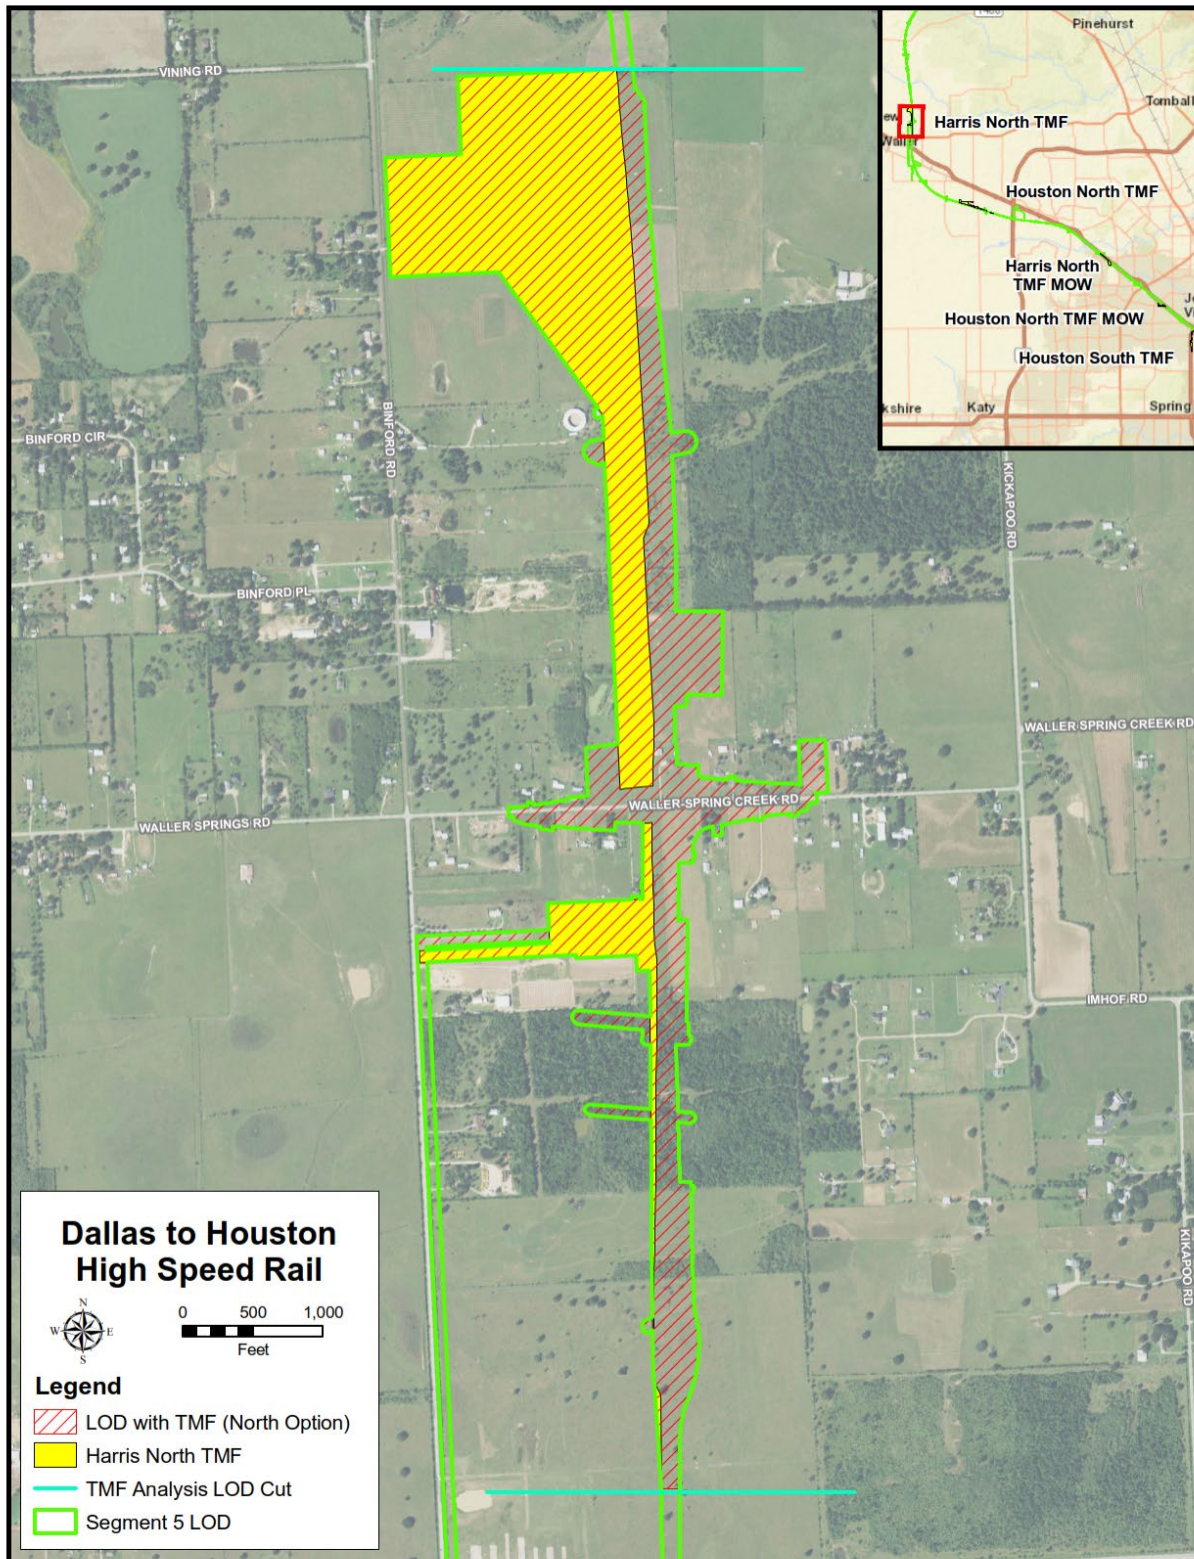 VINING RD
BINFORD CIR
BINFORD RD
BINFORD PL
KICKAPOO RD
WALLER SPRING CREEK RD
WALLER-SPRING CREEK RD
WALLER SPRINGS RD
IMHOF RD
KIKAPOO RD
Pinehurst
Tomball
Harris North TMF
Waller
Houston North TMF
Harris North
TMF MOW
Houston North TMF MOW
Houston South TMF
kshire
Katy
Spring
Dallas to Houston
High Speed Rail
N
W E
S
0 500 1,000
Feet
Legend
LOD with TMF (North Option)
Harris North TMF
TMF Analysis LOD Cut
Segment 5 LOD